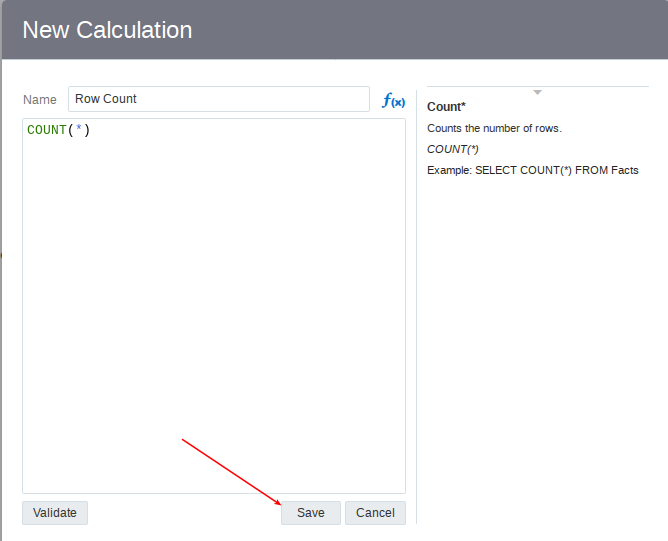 New Calculation
Name Row Count ƒ(x)
COUNT(*)
Validate Save Cancel
Count*
Counts the number of rows.
COUNT(*)
Example: SELECT COUNT(*) FROM Facts